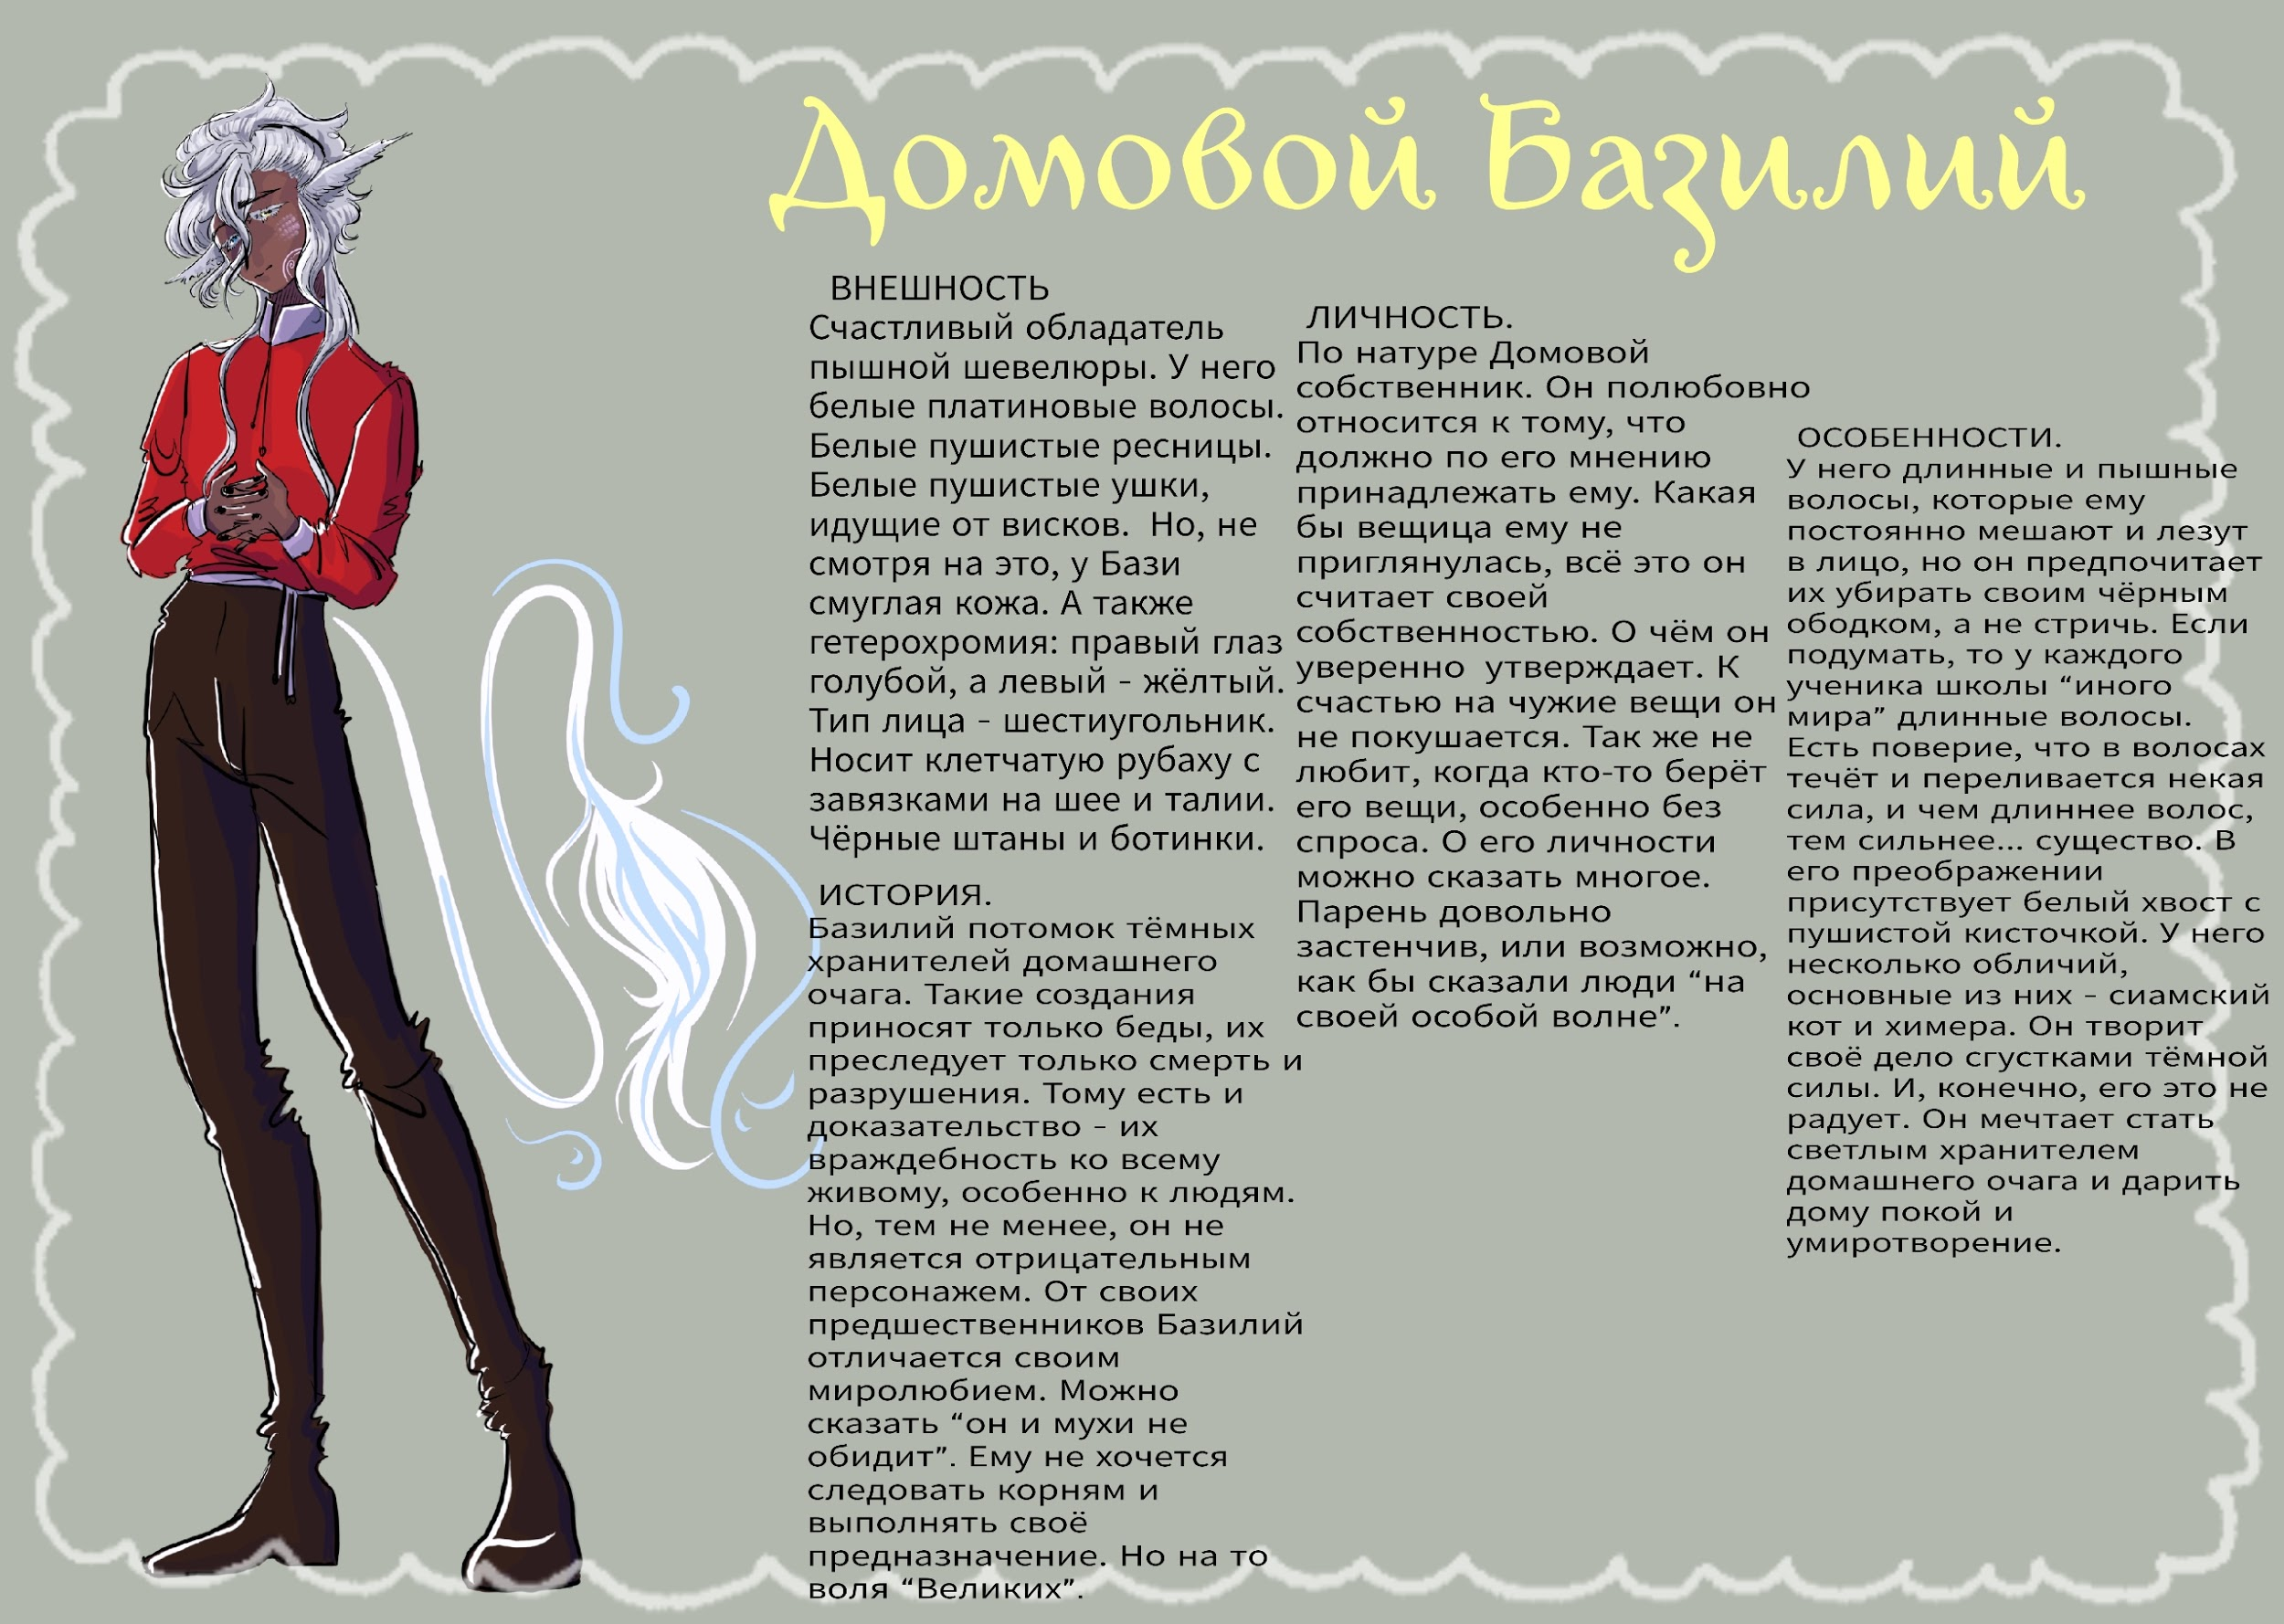 Домовой Базилий
ВНЕШНОСТЬ
Счастливый обладатель
пышной шевелюры. У него
белые платиновые волосы.
Белые пушистые ресницы.
Белые пушистые ушки,
идущие от висков. Но, не
смотря на это, у Бази
смуглая кожа. А также
гетерохромия: правый глаз
голубой, а левый - жёлтый.
Тип лица - шестиугольник.
Носит клетчатую рубаху с
завязками на шее и талии.
Чёрные штаны и ботинки.
ИСТОРИЯ.
Базилий потомок тёмных
хранителей домашнего
очага. Такие создания
приносят только беды, их
преследует только смерть и
разрушения. Тому есть и
доказательство - их
враждебность ко всему
живому, особенно к людям.
Но, тем не менее, он не
является отрицательным
персонажем. От своих
предшественников Базилий
отличается своим
миролюбием. Можно
сказать “он и мухи не
обидит”. Ему не хочется
следовать корням и
выполнять своё
предназначение. Но на то
воля “Великих”.
ЛИЧНОСТЬ.
По натуре Домовой
собственник. Он полюбовно
относится к тому, что
должно по его мнению
принадлежать ему. Какая
бы вещица ему не
приглянулась, всё это он
считает своей
собственностью. О чём он
уверенно утверждает. К
счастью на чужие вещи он
не покушается. Так же не
любит, когда кто-то берёт
его вещи, особенно без
спроса. О его личности
можно сказать многое.
Парень довольно
застенчив, или возможно,
как бы сказали люди “на
своей особой волне”.
ОСОБЕННОСТИ.
У него длинные и пышные
волосы, которые ему
постоянно мешают и лезут
в лицо, но он предпочитает
их убирать своим чёрным
ободком, а не стричь. Если
подумать, то у каждого
ученика школы “иного
мира” длинные волосы.
Есть поверие, что в волосах
течёт и переливается некая
сила, и чем длиннее волос,
тем сильнее... существо. В
его преображении
присутствует белый хвост с
пушистой кисточкой. У него
несколько обличий,
основные из них - сиамский
кот и химера. Он творит
своё дело сгустками тёмной
силы. И, конечно, его это не
радует. Он мечтает стать
светлым хранителем
домашнего очага и дарить
дому покой и
умиротворение.